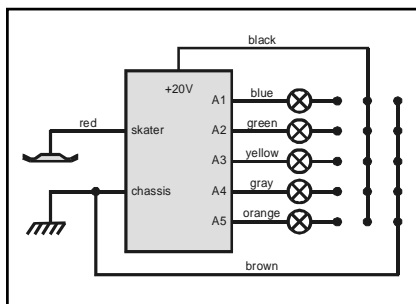 black
+20V
A1 blue
A2 green
red
skater
A3 yellow
A4 gray
chassis
A5 orange
brown